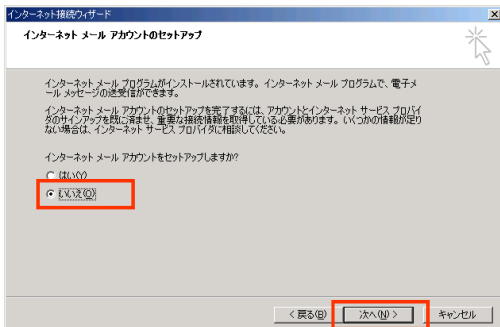 インターネット接続ウィザード
インターネット メール アカウントのセットアップ
インターネット メール プログラムがインストールされています。インターネット メール プログラムで、電子メ
ール メッセージの送受信ができます。
インターネット メール アカウントのセットアップを完了するには、アカウントとインターネット サービス プロバイ
ダのサインアップを既に済ませ、重要な接続情報を取得している必要があります。いくつかの情報が足り
ない場合は、インターネット サービス プロバイダに相談してください。
インターネット メール アカウントをセットアップしますか?
はい(Y)
いいえ(O)
< 戻る(B)
次へ(N) >
キャンセル